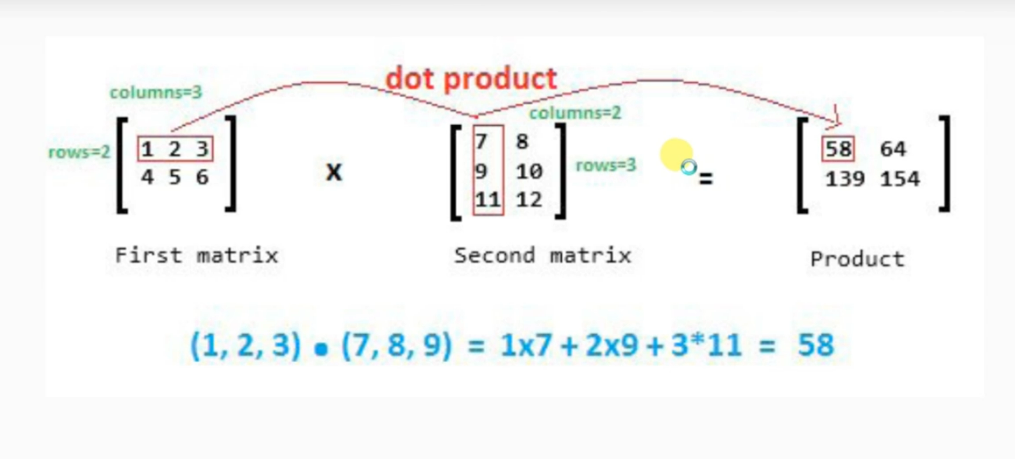 dot product
columns=3
columns=2
rows=2
1 2 3
4 5 6
x
7 8
9 10
11 12
rows=3
=
58 64
139 154
First matrix
Second matrix
Product
(1, 2, 3) • (7, 8, 9) = 1x7 + 2x9 + 3*11 = 58